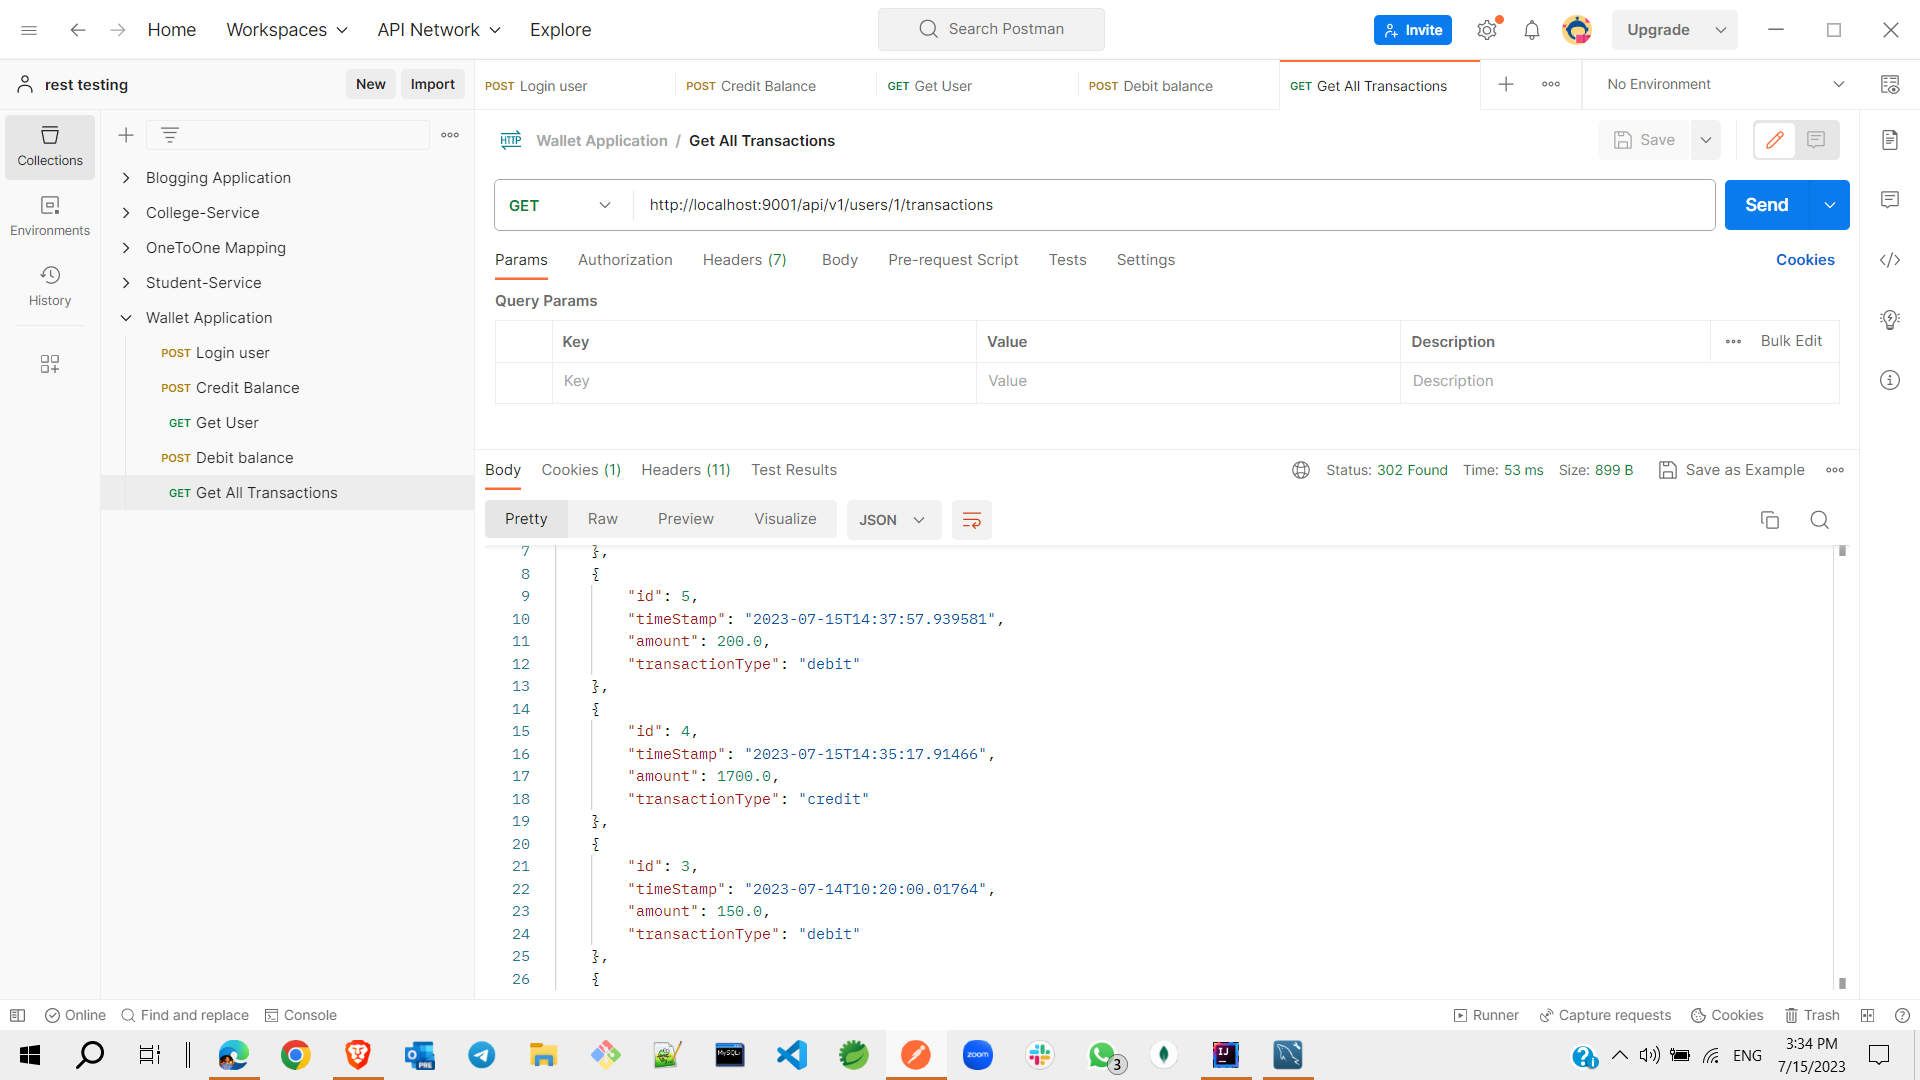 Home
Workspaces
API Network
Explore
Search Postman
Invite
Upgrade
rest testing
New
Import
POST Login user
POST Credit Balance
GET Get User
POST Debit balance
GET Get All Transactions
No Environment
Collections
Environments
History
Blogging Application
College-Service
OneToOne Mapping
Student-Service
Wallet Application
POST Login user
POST Credit Balance
GET Get User
POST Debit balance
GET Get All Transactions
HTTP Wallet Application / Get All Transactions
Save
GET http://localhost:9001/api/v1/users/1/transactions
Send
Params Authorization Headers (7) Body Pre-request Script Tests Settings Cookies
Query Params
Key Value Description Bulk Edit
Key Value Description
Body Cookies (1) Headers (11) Test Results Status: 302 Found Time: 53 ms Size: 899 B Save as Example
Pretty Raw Preview Visualize JSON
7 },
8 {
9 "id": 5,
10 "timeStamp": "2023-07-15T14:37:57.939581",
11 "amount": 200.0,
12 "transactionType": "debit"
13 },
14 {
15 "id": 4,
16 "timeStamp": "2023-07-15T14:35:17.91466",
17 "amount": 1700.0,
18 "transactionType": "credit"
19 },
20 {
21 "id": 3,
22 "timeStamp": "2023-07-14T10:20:00.01764",
23 "amount": 150.0,
24 "transactionType": "debit"
25 },
26 {
Online Find and replace Console Runner Capture requests Cookies Trash
PRE
MySQL
zoom
3
IJ
ENG
3:34 PM
7/15/2023